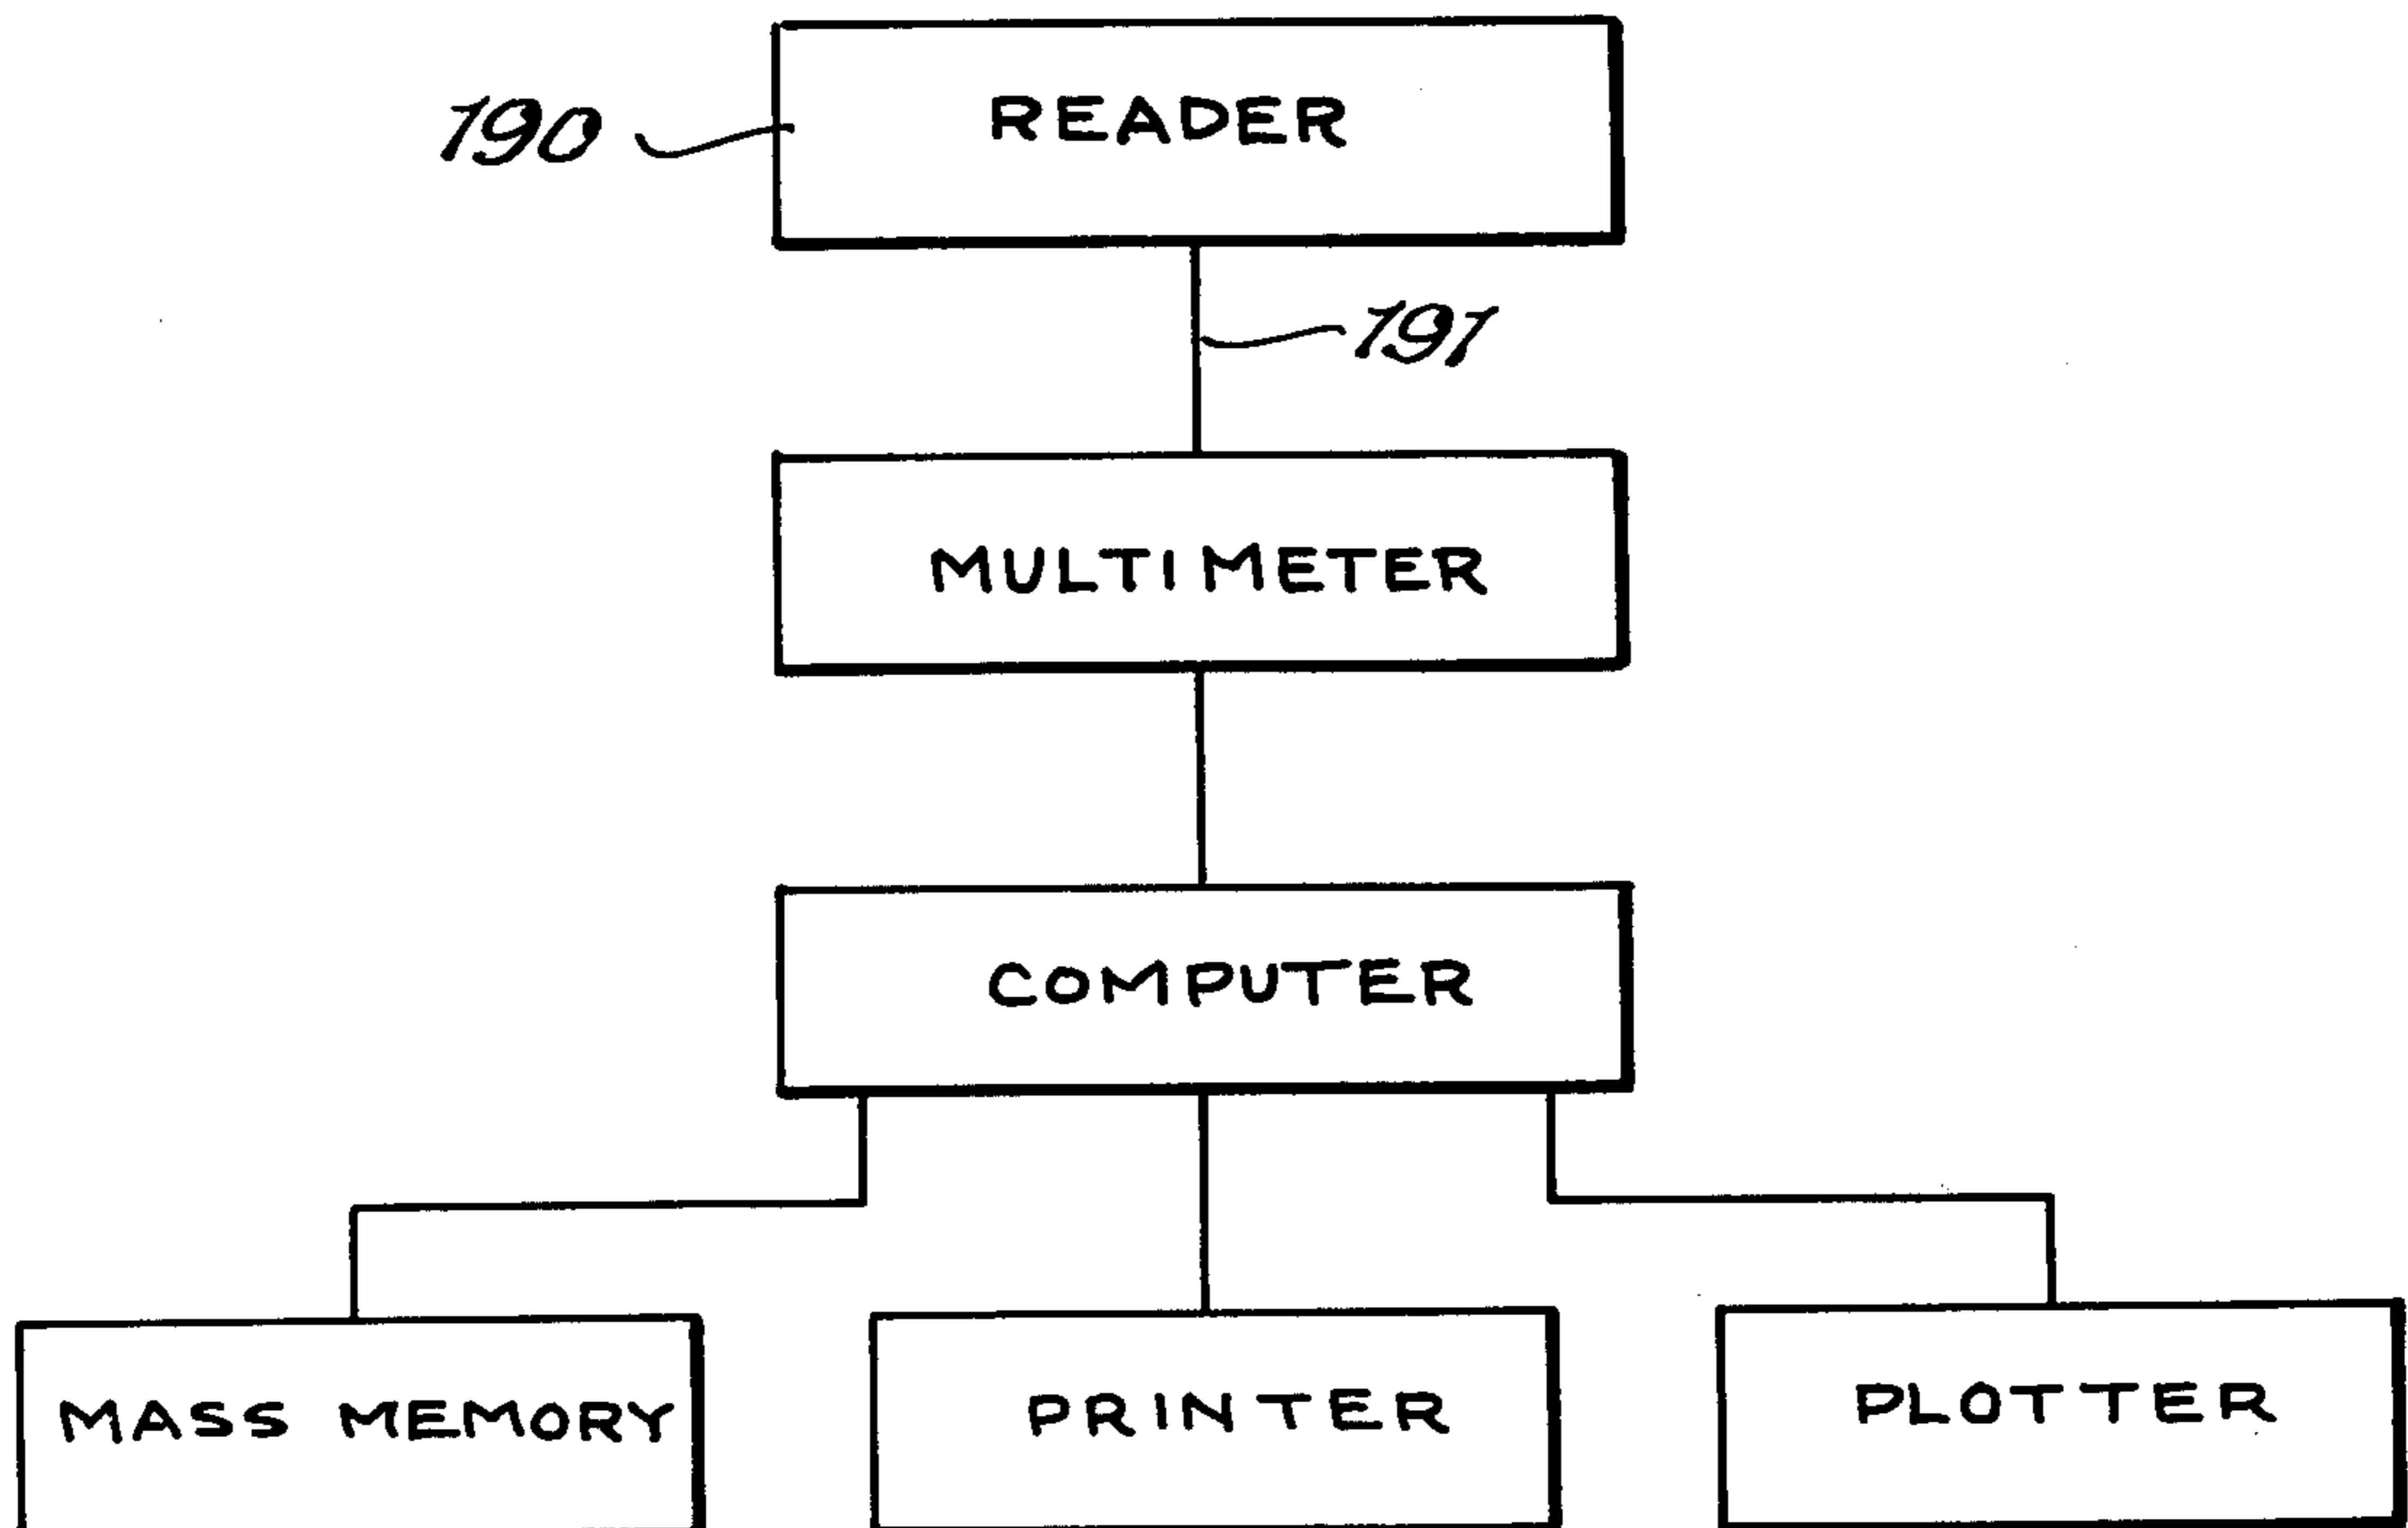 190
READER
191
MULTIMETER
COMPUTER
MASS MEMORY
PRINTER
PLOTTER